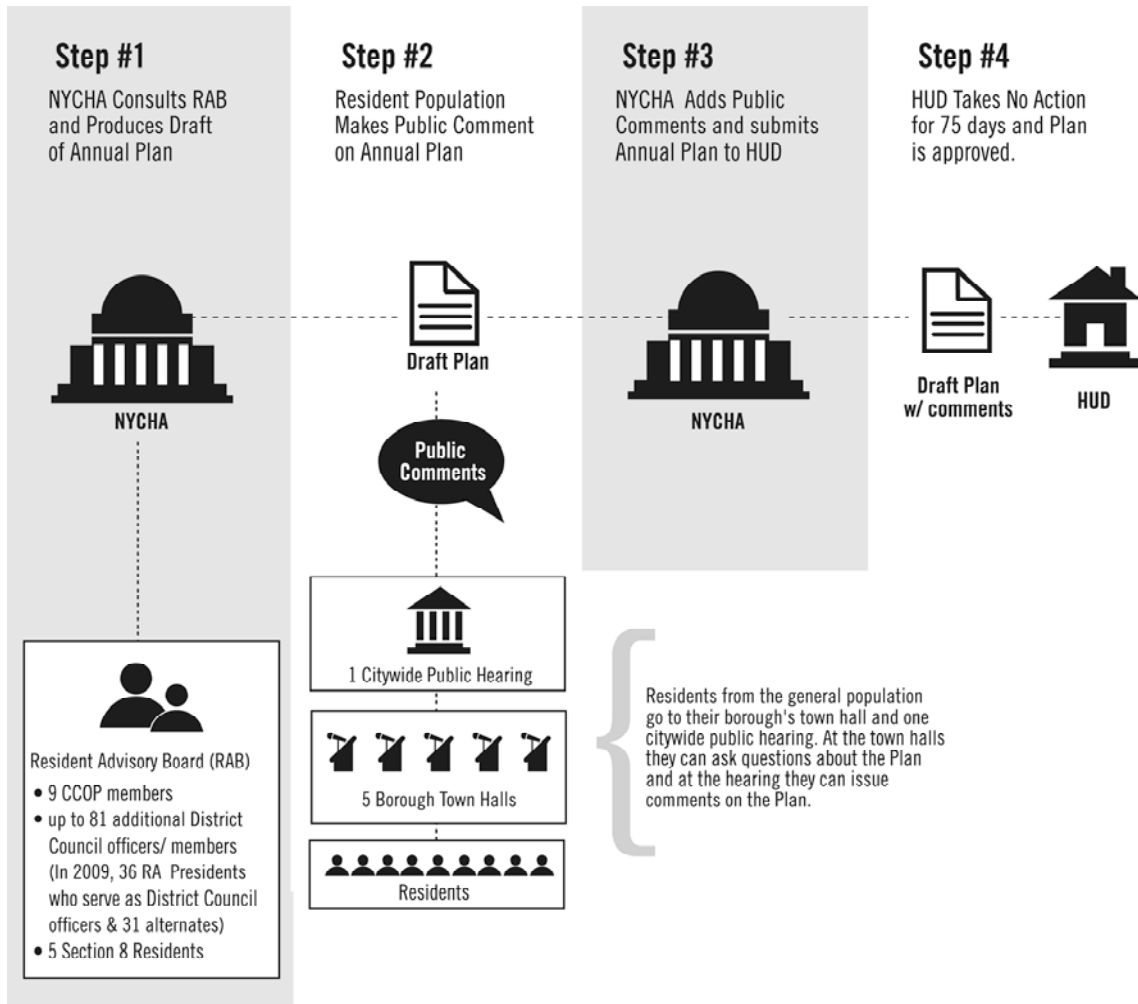 Step #1
NYCHA Consults RAB
and Produces Draft
of Annual Plan
NYCHA
Resident Advisory Board (RAB)
• 9 CCOP members
• up to 81 additional District
Council officers/ members
(In 2009, 36 RA Presidents
who serve as District Council
officers & 31 alternates)
• 5 Section 8 Residents
Step #2
Resident Population
Makes Public Comment
on Annual Plan
Draft Plan
Public
Comments
1 Citywide Public Hearing
5 Borough Town Halls
Residents
Step #3
NYCHA Adds Public
Comments and submits
Annual Plan to HUD
NYCHA
Residents from the general population
go to their borough's town hall and one
citywide public hearing. At the town halls
they can ask questions about the Plan
and at the hearing they can issue
comments on the Plan.
Step #4
HUD Takes No Action
for 75 days and Plan
is approved.
Draft Plan
w/ comments
HUD